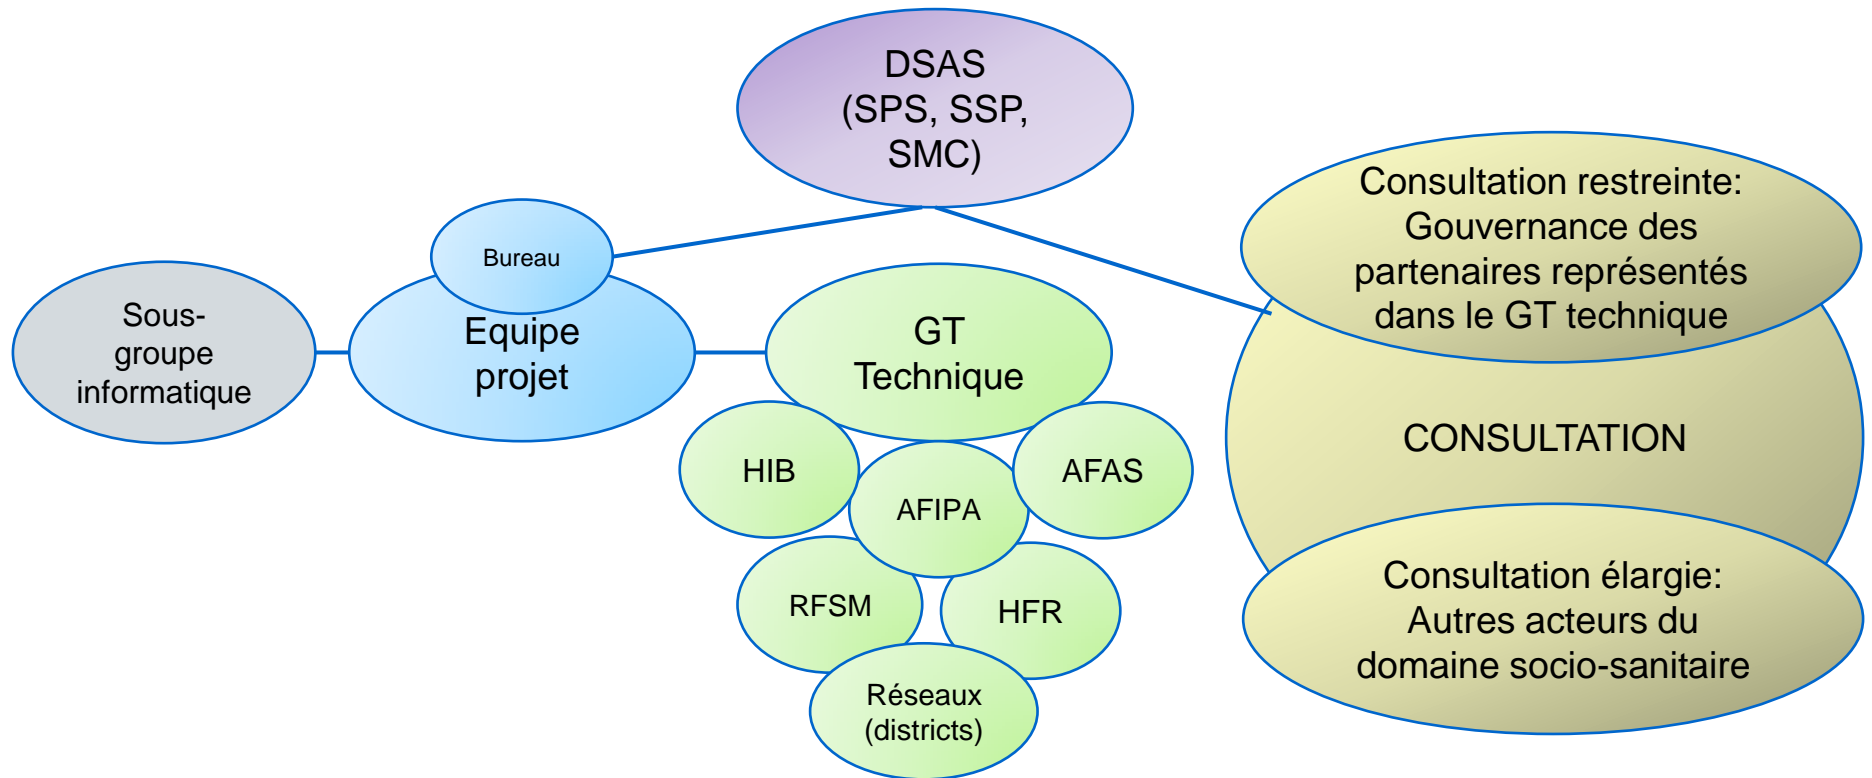 DSAS
(SPS, SSP,
SMC)
Bureau
Sous-
groupe
informatique
Equipe
projet
GT
Technique
HIB
AFIPA
AFAS
RFSM
HFR
Réseaux
(districts)
Consultation restreinte:
Gouvernance des
partenaires représentés
dans le GT technique
CONSULTATION
Consultation élargie:
Autres acteurs du
domaine socio-sanitaire